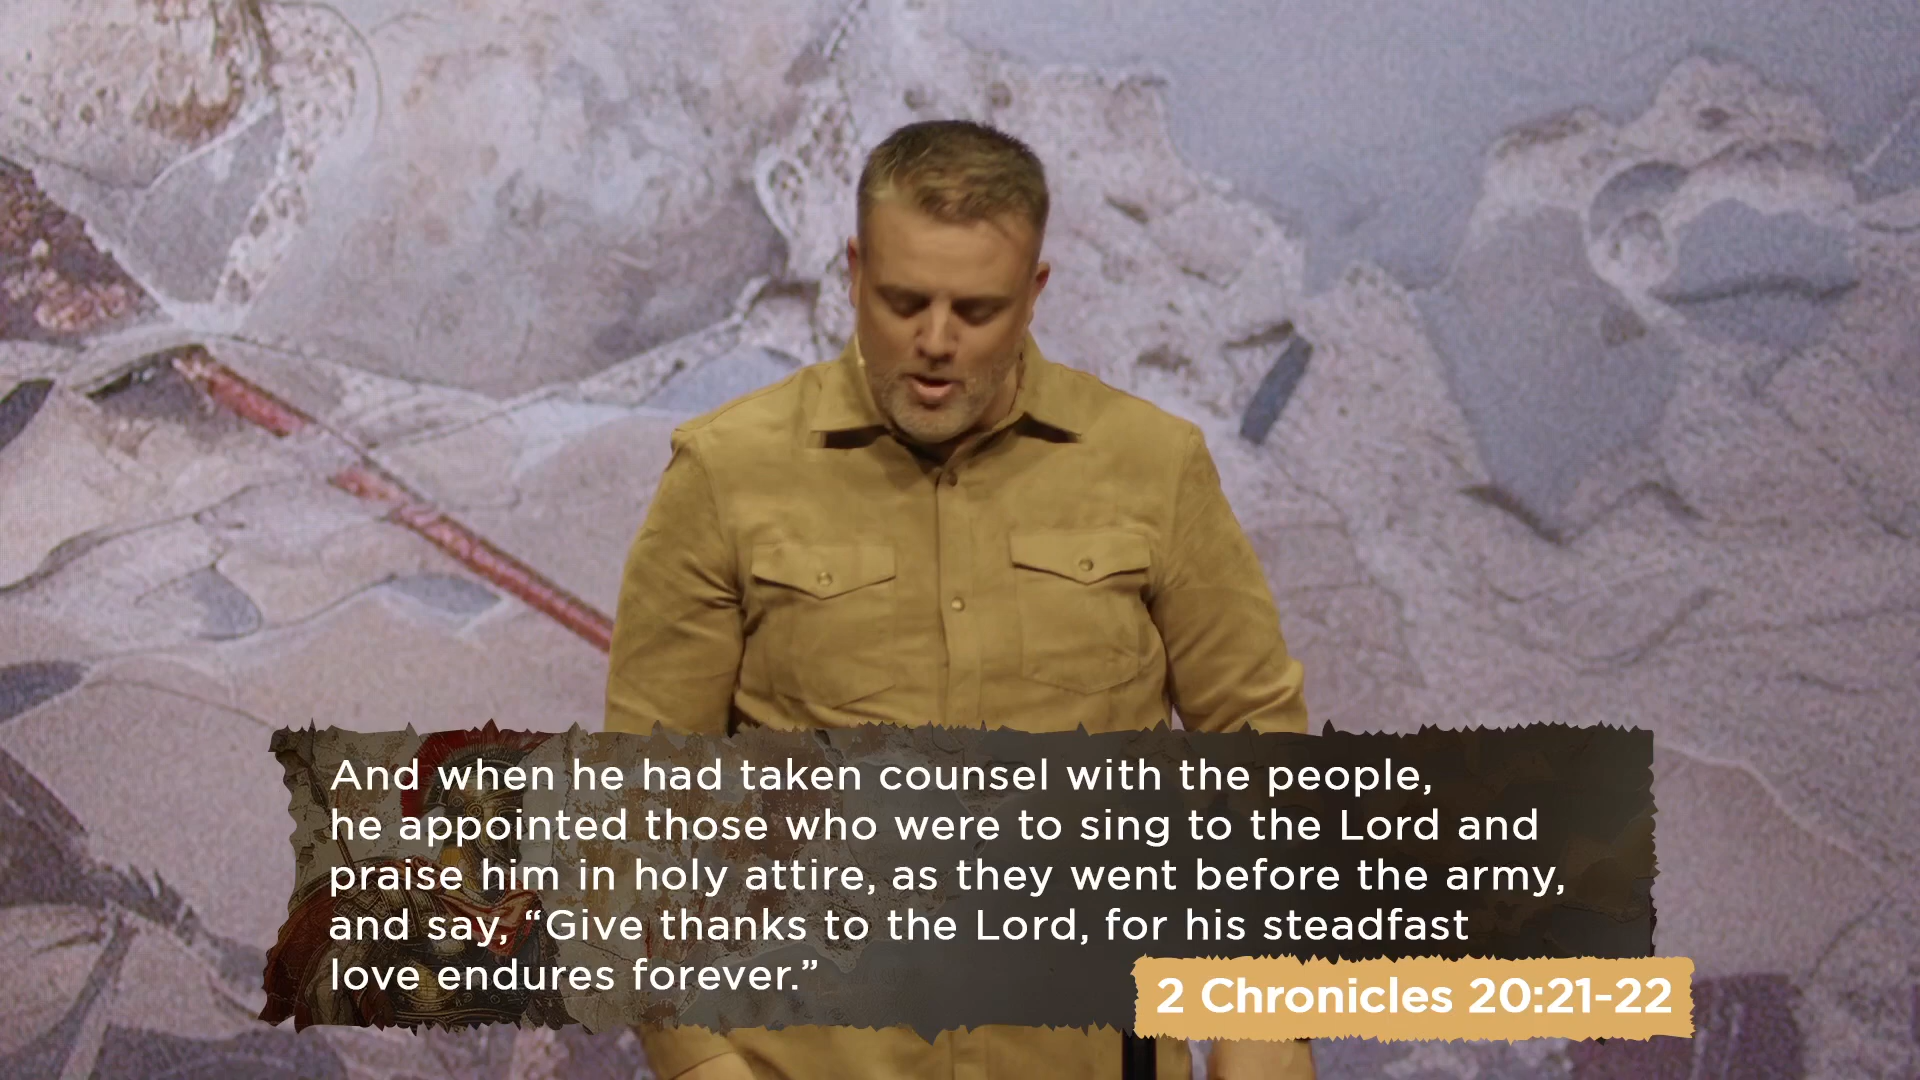 And when he had taken counsel with the people,
he appointed those who were to sing to the Lord and
praise him in holy attire, as they went before the army,
and say, “Give thanks to the Lord, for his steadfast
love endures forever.”
2 Chronicles 20:21-22